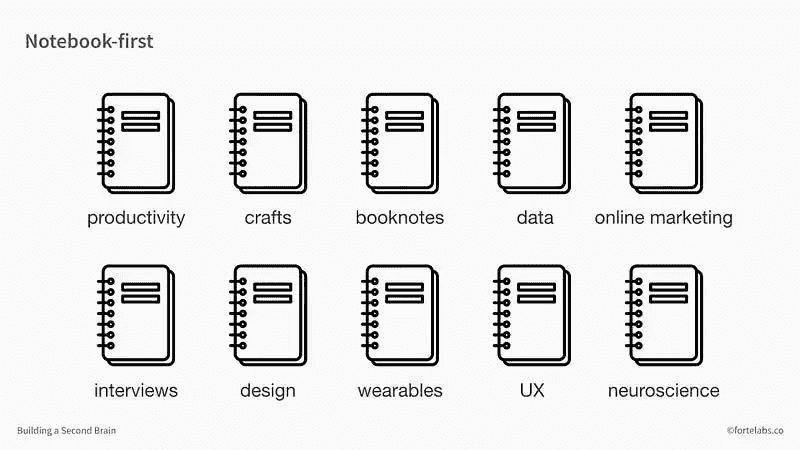 Notebook-first
productivity
crafts
booknotes
data
online marketing
interviews
design
wearables
UX
neuroscience
Building a Second Brain
©fortelabs.co